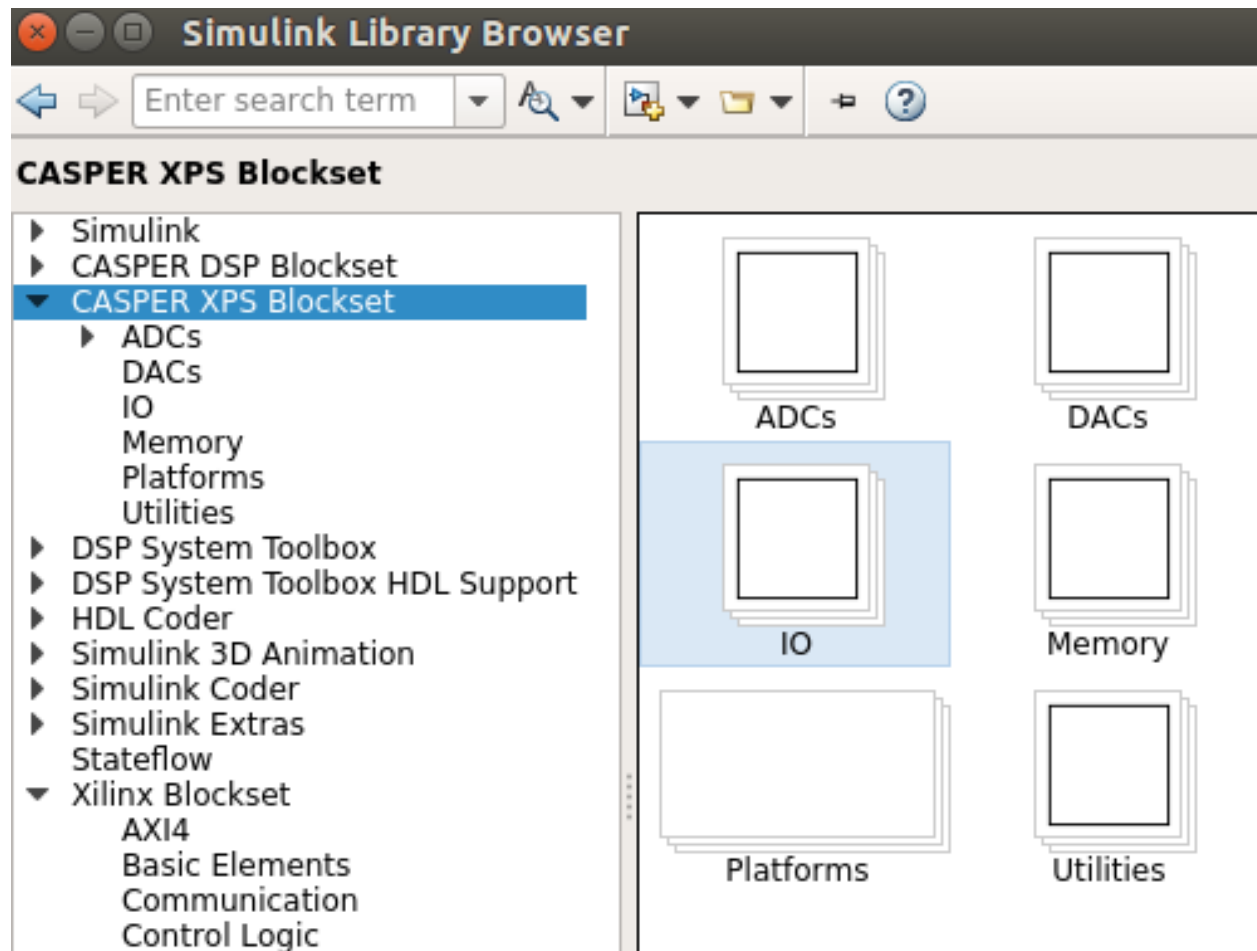 Simulink Library Browser
Enter search term
CASPER XPS Blockset
Simulink
CASPER DSP Blockset
CASPER XPS Blockset
ADCs
DACs
IO
Memory
Platforms
Utilities
DSP System Toolbox
DSP System Toolbox HDL Support
HDL Coder
Simulink 3D Animation
Simulink Coder
Simulink Extras
Stateflow
Xilinx Blockset
AXI4
Basic Elements
Communication
Control Logic
ADCs DACs
IO Memory
Platforms Utilities